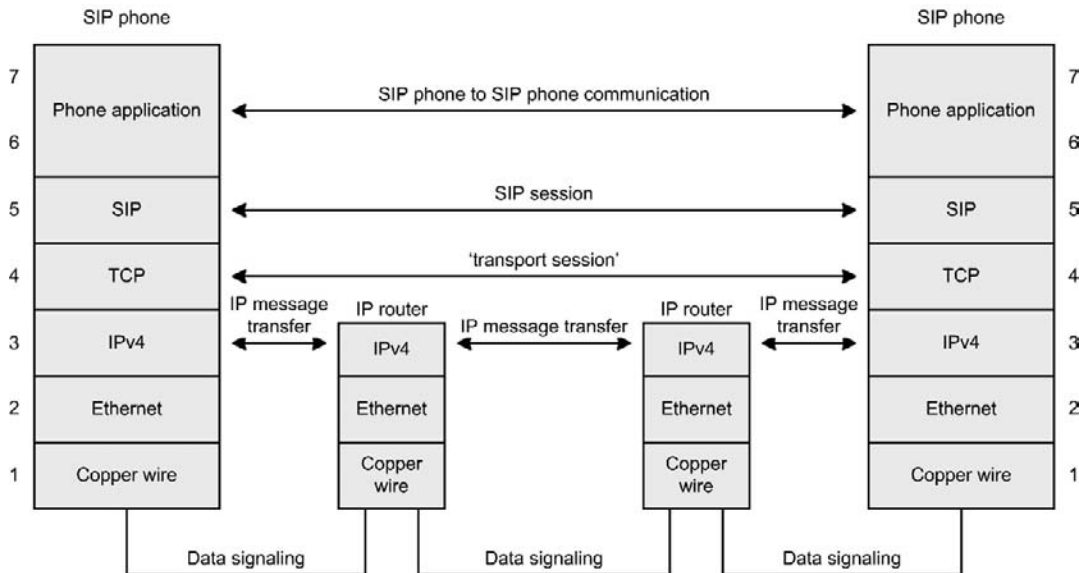 SIP phone
SIP phone
7
Phone application
SIP phone to SIP phone communication
Phone application
7
6
6
5
SIP
SIP session
SIP
5
4
TCP
‘transport session’
TCP
4
IP message
transfer
IP router
IP message transfer
IP router
IP message
transfer
3
IPv4
IPv4
IPv4
IPv4
3
2
Ethernet
Ethernet
Ethernet
Ethernet
2
1
Copper wire
Copper
wire
Copper
wire
Copper wire
1
Data signaling
Data signaling
Data signaling